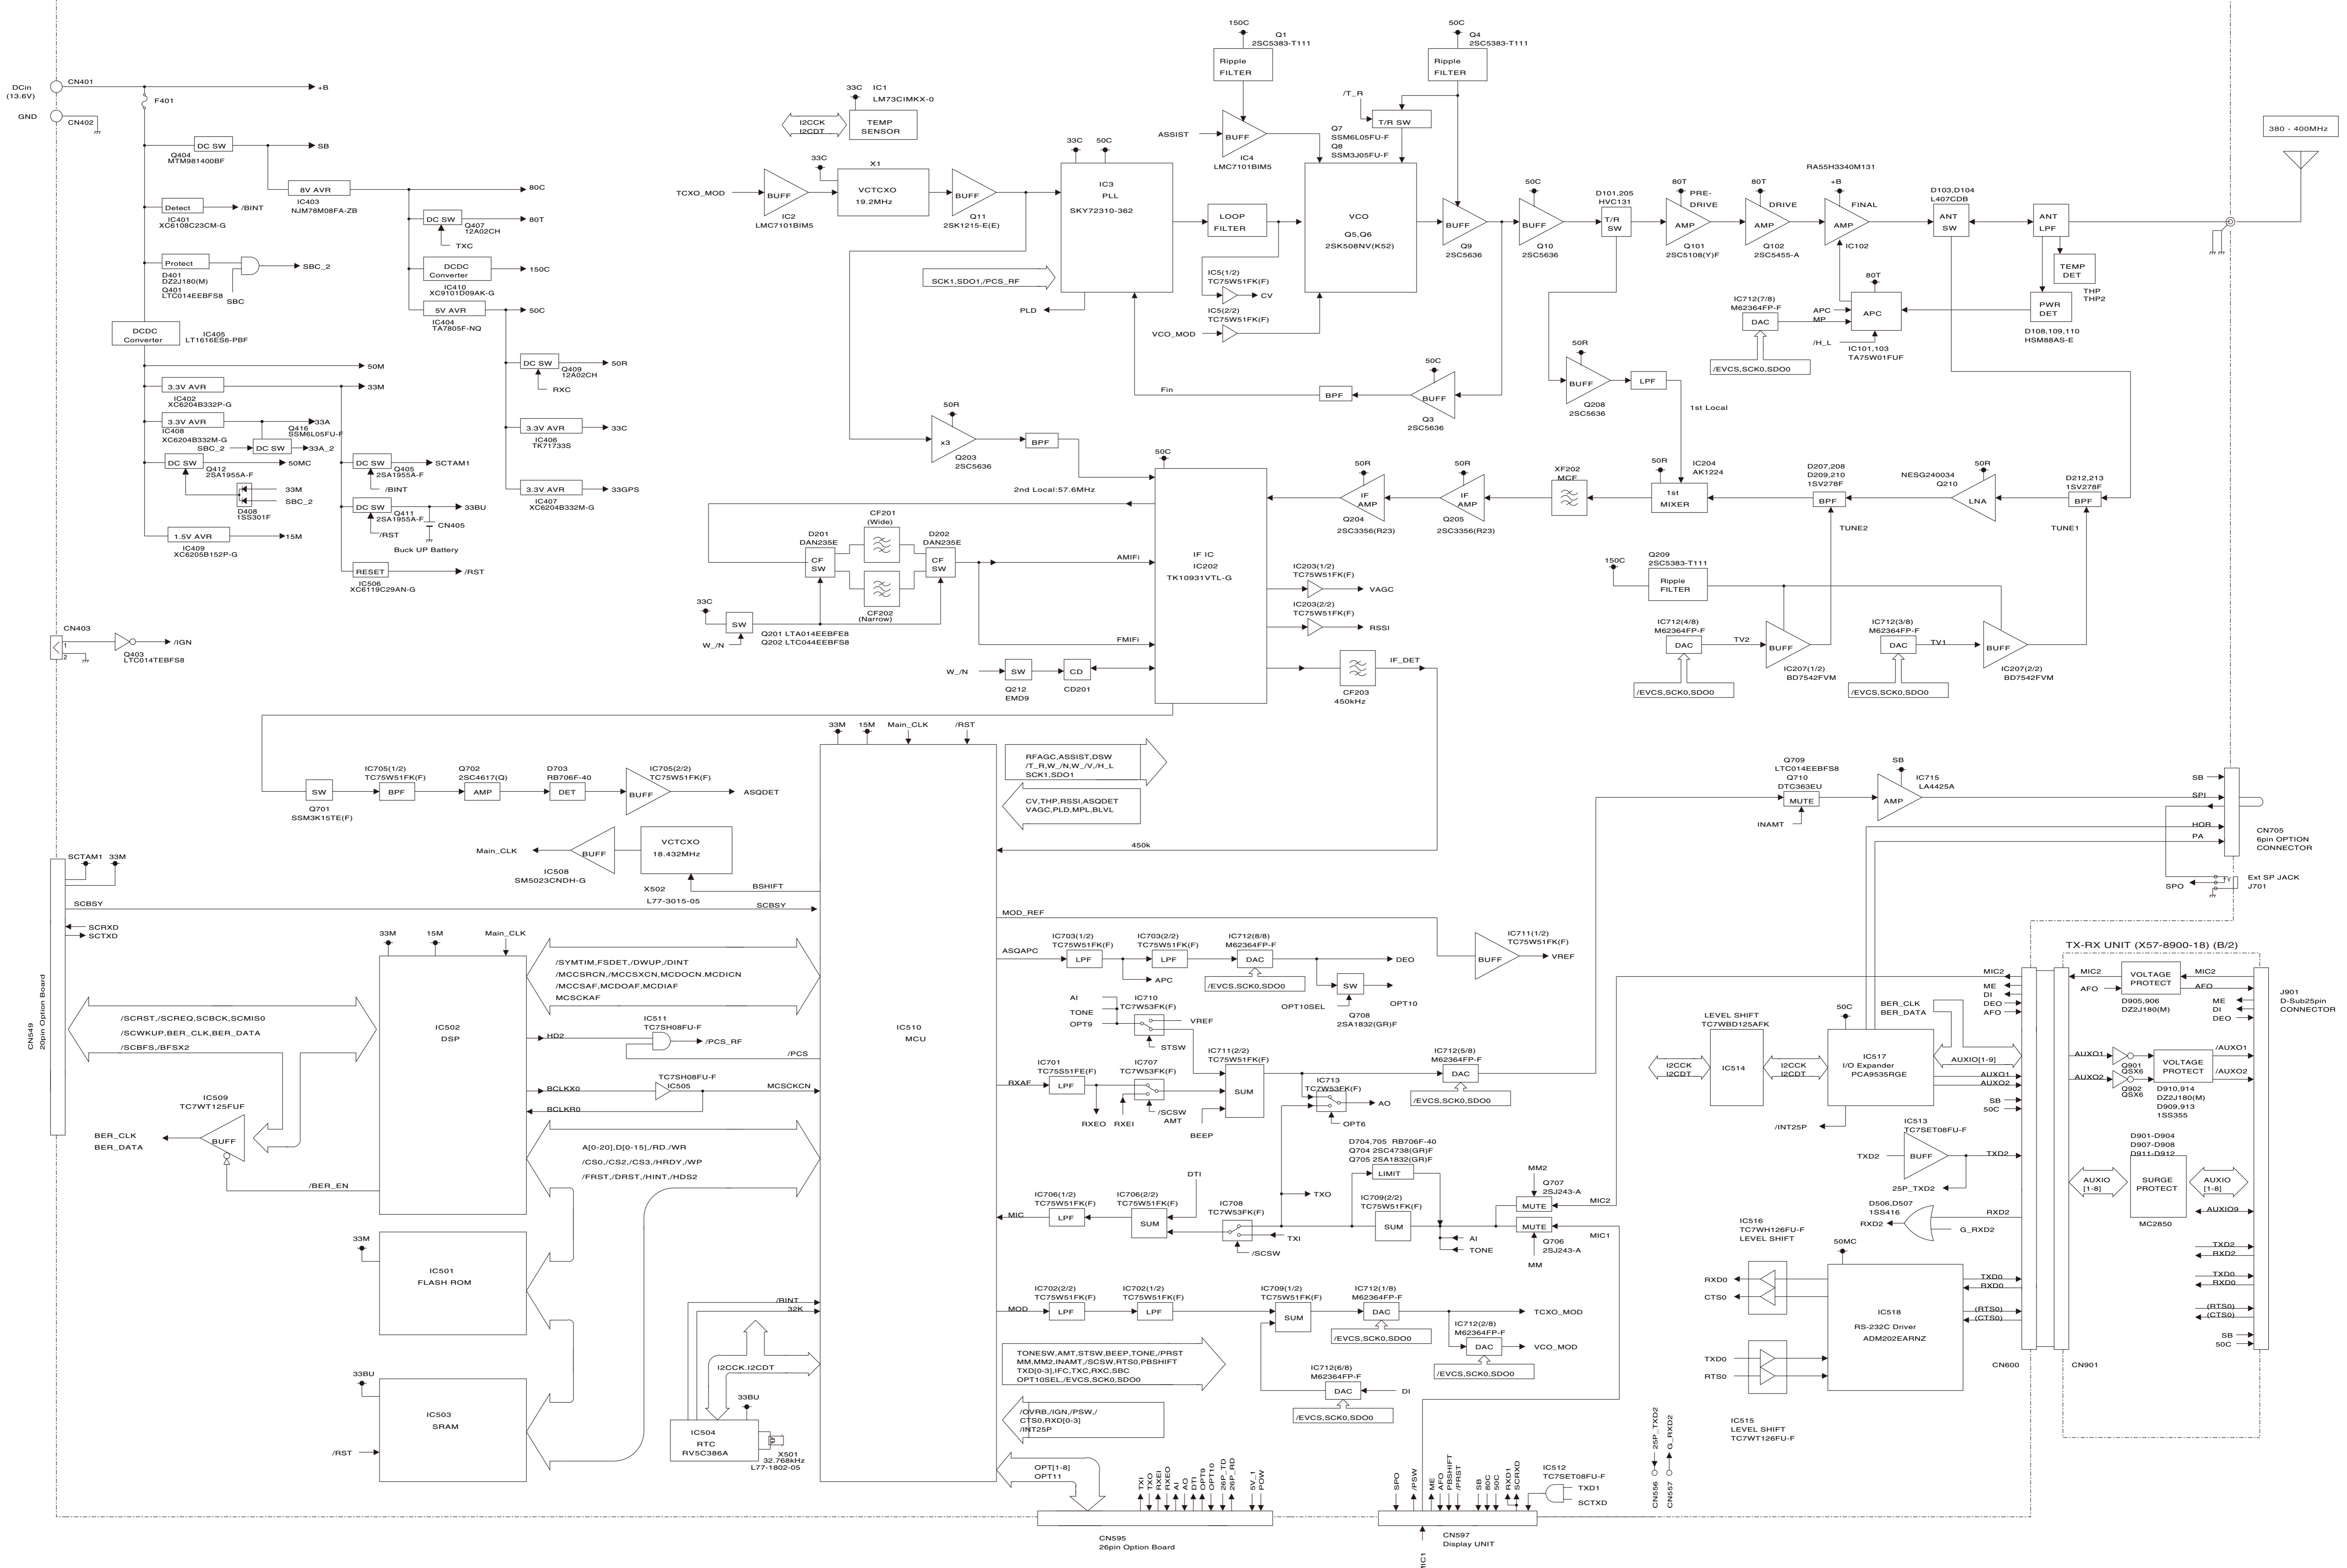 DCin
(13.6V)
GND
CN401
CN402
F401
+B
DC SW
Q404
MTM981400BF
SB
8V AVR
IC403
NJM78M08FA-ZB
Detect
IC401
XC6108C23CM-G
/BINT
Protect
D401
DZ2J180(M)
Q401
LTC014EEBFS8
SBC
SBC_2
80C
DC SW
Q407
12A02CH
TXC
80T
DCDC
Converter
IC410
XC9101D09AK-G
150C
5V AVR
IC404
TA7805F-NQ
50C
DCDC
Converter
IC405
LT1616ES6-PBF
50M
3.3V AVR
IC402
XC6204B332P-G
33M
3.3V AVR
IC408
XC6204B332M-G
33A
Q416
SSM6L05FU-F
SBC_2
DC SW
33A_2
DC SW
Q412
2SA1955A-F
50MC
33M
SBC_2
D408
1SS301F
1.5V AVR
IC409
XC6205B152P-G
15M
DC SW
Q405
2SA1955A-F
SCTAM1
/BINT
DC SW
Q411
2SA1955A-F
33BU
CN405
/RST
Buck UP Battery
RESET
IC506
XC6119C29AN-G
/RST
DC SW
Q409
12A02CH
50R
RXC
3.3V AVR
IC406
TK71733S
33C
3.3V AVR
IC407
XC6204B332M-G
33GPS
CN403
1
2
Q403
LTC014TEBFS8
/IGN
33C
IC1
LM73CIMKX-0
I2CCK
I2CDT
TEMP
SENSOR
TCXO_MOD
BUFF
IC2
LMC7101BIM5
33C
X1
VCTCXO
19.2MHz
BUFF
Q11
2SK1215-E(E)
33C
50C
IC3
PLL
SKY72310-362
SCK1,SDO1,/PCS_RF
PLD
LOOP
FILTER
150C
Q1
2SC5383-T111
Ripple
FILTER
ASSIST
BUFF
IC4
LMC7101BIM5
50C
Q4
2SC5383-T111
Ripple
FILTER
/T_R
T/R SW
Q7
SSM6L05FU-F
Q8
SSM3J05FU-F
VCO
Q5,Q6
2SK508NV(K52)
IC5(1/2)
TC75W51FK(F)
CV
IC5(2/2)
TC75W51FK(F)
VCO_MOD
BUFF
Q9
2SC5636
50C
BUFF
Q10
2SC5636
D101,205
HVC131
T/R
SW
80T
PRE-
DRIVE
AMP
Q101
2SC5108(Y)F
80T
DRIVE
AMP
Q102
2SC5455-A
RA55H3340M131
+B
FINAL
AMP
IC102
D103,D104
L407CDB
ANT
SW
ANT
LPF
TEMP
DET
THP
THP2
PWR
DET
D108,109,110
HSM88AS-E
380 - 400MHz
IC712(7/8)
M62364FP-F
DAC
APC
MP
80T
APC
/H_L
IC101,103
TA75W01FUF
/EVCS,SCK0,SDO0
Fin
BPF
50C
BUFF
Q3
2SC5636
50R
BUFF
Q208
2SC5636
LPF
1st Local
50R
x3
Q203
2SC5636
BPF
2nd Local:57.6MHz
50C
IF IC
IC202
TK10931VTL-G
AMIFi
FMIFi
50R
IF
AMP
Q204
2SC3356(R23)
50R
IF
AMP
Q205
2SC3356(R23)
XF202
MCF
50R
IC204
AK1224
1st
MIXER
D207,208
D209,210
1SV278F
BPF
TUNE2
NESG240034
Q210
50R
LNA
D212,213
1SV278F
BPF
TUNE1
D201
DAN235E
CF
SW
CF201
(Wide)
CF202
(Narrow)
D202
DAN235E
CF
SW
33C
SW
W_/N
Q201 LTA014EEBFE8
Q202 LTC044EEBFS8
W_/N
SW
Q212
EMD9
CD
CD201
IC203(1/2)
TC75W51FK(F)
VAGC
IC203(2/2)
TC75W51FK(F)
RSSI
CF203
450kHz
IF_DET
150C
Q209
2SC5383-T111
Ripple
FILTER
IC712(4/8)
M62364FP-F
DAC
TV2
BUFF
IC207(1/2)
BD7542FVM
/EVCS,SCK0,SDO0
IC712(3/8)
M62364FP-F
DAC
TV1
BUFF
IC207(2/2)
BD7542FVM
/EVCS,SCK0,SDO0
SW
Q701
SSM3K15TE(F)
IC705(1/2)
TC75W51FK(F)
BPF
Q702
2SC4617(Q)
AMP
D703
RB706F-40
DET
IC705(2/2)
TC75W51FK(F)
BUFF
ASQDET
33M
15M
Main_CLK
/RST
RFAGC,ASSIST,DSW
/T_R,W_/N,W_/V,/H_L
SCK1,SDO1
CV,THP,RSSI,ASQDET
VAGC,PLD,MPL,BLVL
450k
Main_CLK
BUFF
IC508
SM5023CNDH-G
VCTCXO
18.432MHz
X502
L77-3015-05
BSHIFT
SCBSY
SCBSY
SCTAM1
33M
SCRXD
SCTXD
CN549
20pin Option Board
/SCRST,/SCREQ,SCBCK,SCMIS0
/SCWKUP,BER_CLK,BER_DATA
/SCBFS,/BFSX2
IC509
TC7WT125FUF
BER_CLK
BER_DATA
BUFF
/BER_EN
33M
15M
Main_CLK
IC502
DSP
/SYMTIM,FSDET,/DWUP,/DINT
/MCCSRCN,/MCCSXCN,MCDOCN.MCDICN
/MCCSAF,MCDOAF,MCDIAF
MCSCKAF
HD2
IC511
TC7SH08FU-F
/PCS_RF
/PCS
BCLKX0
TC7SH08FU-F
IC505
MCSCKCN
BCLKR0
A[0-20],D[0-15],/RD./WR
/CS0,/CS2,/CS3,/HRDY,/WP
/FRST,/DRST,/HINT,/HDS2
IC510
MCU
33M
IC501
FLASH ROM
33BU
IC503
SRAM
/RST
/RINT
32K
I2CCK.I2CDT
33BU
IC504
RTC
RV5C386A
X501
32.768kHz
L77-1802-05
MOD_REF
IC711(1/2)
TC75W51FK(F)
BUFF
VREF
ASQAPC
IC703(1/2)
TC75W51FK(F)
LPF
APC
IC703(2/2)
TC75W51FK(F)
LPF
IC712(8/8)
M62364FP-F
DAC
DEO
/EVCS,SCK0,SDO0
SW
OPT10SEL
OPT10
Q708
2SA1832(GR)F
AI
TONE
OPT9
IC710
TC7W53FK(F)
VREF
STSW
RXAF
IC701
TC75S51FE(F)
LPF
RXEO
RXEI
IC707
TC7W53FK(F)
/SCSW
AMT
IC711(2/2)
TC75W51FK(F)
SUM
BEEP
IC713
TC7W53FK(F)
AO
OPT6
IC712(5/8)
M62364FP-F
DAC
/EVCS,SCK0,SDO0
D704,705 RB706F-40
Q704 2SC4738(GR)F
Q705 2SA1832(GR)F
LIMIT
TXO
MIC
IC706(1/2)
TC75W51FK(F)
LPF
IC706(2/2)
TC75W51FK(F)
SUM
DTI
IC708
TC7W53FK(F)
TXI
/SCSW
IC709(2/2)
TC75W51FK(F)
SUM
AI
TONE
MM2
Q707
2SJ243-A
MUTE
MIC2
MUTE
MIC1
Q706
2SJ243-A
MM
MOD
IC702(2/2)
TC75W51FK(F)
LPF
IC702(1/2)
TC75W51FK(F)
LPF
IC709(1/2)
TC75W51FK(F)
SUM
IC712(1/8)
M62364FP-F
DAC
TCXO_MOD
/EVCS,SCK0,SDO0
IC712(2/8)
M62364FP-F
DAC
VCO_MOD
/EVCS,SCK0,SDO0
IC712(6/8)
M62364FP-F
DAC
DI
/EVCS,SCK0,SDO0
TONESW,AMT,STSW,BEEP,TONE,/PRST
MM,MM2,INAMT,/SCSW,RTS0,PBSHIFT
TXD[0-3],IFC,TXC,RXC,SBC
OPT10SEL,/EVCS,SCK0,SDO0
/OVRB,/IGN,/PSW,/
CTS0,RXD[0-3]
/INT25P
OPT[1-8]
OPT11
TXI
TXO
RXEI
RXEO
AI
AO
DTI
OPT9
OPT10
26P_TD
26P_RD
5V_1
POW
CN595
26pin Option Board
SPO
/PSW
ME
AFO
PBSHIFT
/PRST
SB
80C
50C
RXD1
SCRXD
IC512
TC7SET08FU-F
TXD1
SCTXD
MIC1
CN597
Display UNIT
CN556
25P_TXD2
CN557
G_RXD2
Q709
LTC014EEBFS8
Q710
DTC363EU
MUTE
INAMT
SB
AMP
IC715
LA4425A
SB
SPI
HOR
PA
CN705
6pin OPTION
CONNECTOR
SPO
Ext SP JACK
J701
TX-RX UNIT (X57-8900-18) (B/2)
MIC2
ME
DI
DEO
AFO
BER_CLK
BER_DATA
LEVEL SHIFT
TC7WBD125AFK
IC514
I2CCK
I2CDT
I2CCK
I2CDT
50C
IC517
I/O Expander
PCA9535RGE
/INT25P
AUXIO[1-9]
AUXO1
AUXO2
SB
50C
IC513
TC7SET08FU-F
TXD2
BUFF
TXD2
25P_TXD2
D506,D507
1SS416
RXD2
RXD2
G_RXD2
IC516
TC7WH126FU-F
LEVEL SHIFT
RXD0
CTS0
TXD0
RTS0
IC515
LEVEL SHIFT
TC7WT126FU-F
50MC
IC518
RS-232C Driver
ADM202EARNZ
TXD0
RXD0
(RTS0)
(CTS0)
CN600
CN901
MIC2
AFO
VOLTAGE
PROTECT
D905,906
DZ2J180(M)
MIC2
AFO
ME
DI
DEO
J901
D-Sub25pin
CONNECTOR
AUXO1
AUXO2
Q901
QSX6
Q902
QSX6
VOLTAGE
PROTECT
/AUXO1
/AUXO2
D910,914
DZ2J180(M)
D909,913
1SS355
D901-D904
D907-D908
D911-D912
AUXIO
[1-8]
SURGE
PROTECT
MC2850
AUXIO
[1-8]
AUXIO9
TXD2
RXD2
TXD0
RXD0
(RTS0)
(CTS0)
SB
50C